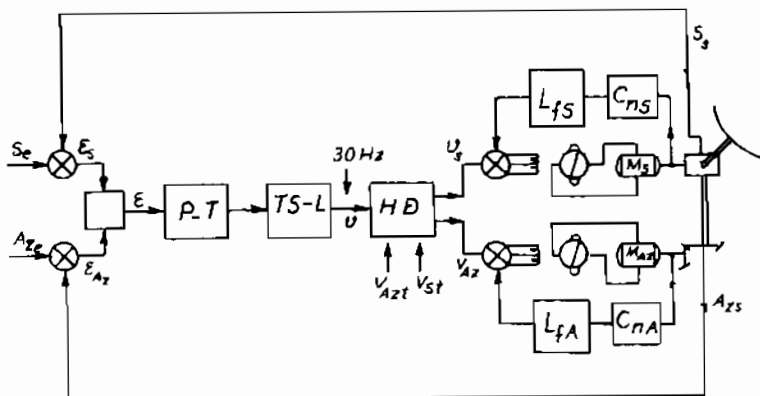 S_s
L_fS
C_nS
S_e
ε_s
30 Hz
υ_s
M_s
ε
P-T
TS-L
υ
HD
A_ze
ε_Az
V_Azt
V_St
V_Az
M_Az
L_fA
C_nA
A_zs